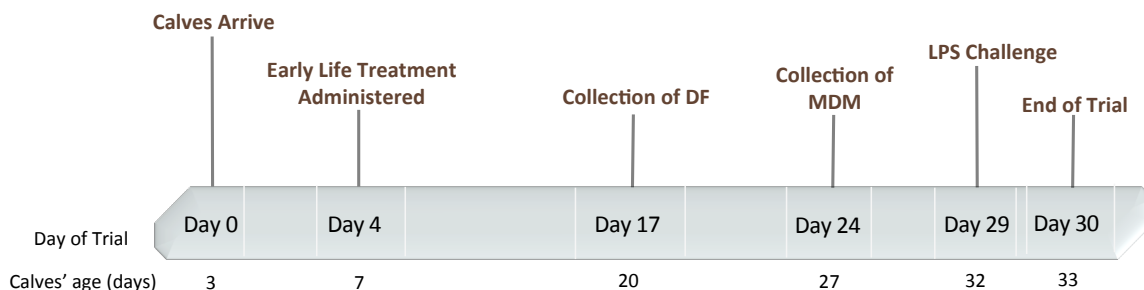 Calves Arrive
Early Life Treatment
Administered
Collection of DF
Collection of
MDM
LPS Challenge
End of Trial
Day of Trial
Day 0
Day 4
Day 17
Day 24
Day 29
Day 30
Calves' age (days)
3
7
20
27
32
33